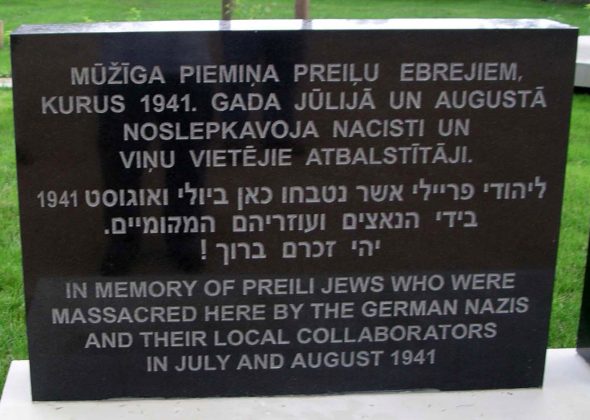 MŪŽĪGA PIEMIŅA PREIĻU EBREJIEM,
KURUS 1941. GADA JŪLIJĀ UN AUGUSTĀ
NOSLEPKAVOJA NACISTI UN
VIŅU VIETĒJIE ATBALSTĪTĀJI.
ליהודי פריילי אשר נטבחו כאן ביולי ואוגוסט 1941
בידי הנאצים ועוזריהם המקומיים.
יהי זכרם ברוך !
IN MEMORY OF PREILI JEWS WHO WERE
MASSACRED HERE BY THE GERMAN NAZIS
AND THEIR LOCAL COLLABORATORS
IN JULY AND AUGUST 1941